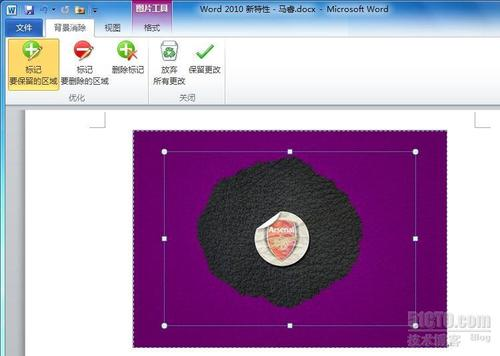 Word 2010 新特性 - 马睿.docx - Microsoft Word
图片工具
文件 背景消除 视图 格式
标记
要保留的区域
标记
要删除的区域
删除标记
放弃
所有更改
保留更改
优化 关闭
Arsenal
51CTO.com
技术博客 Blog